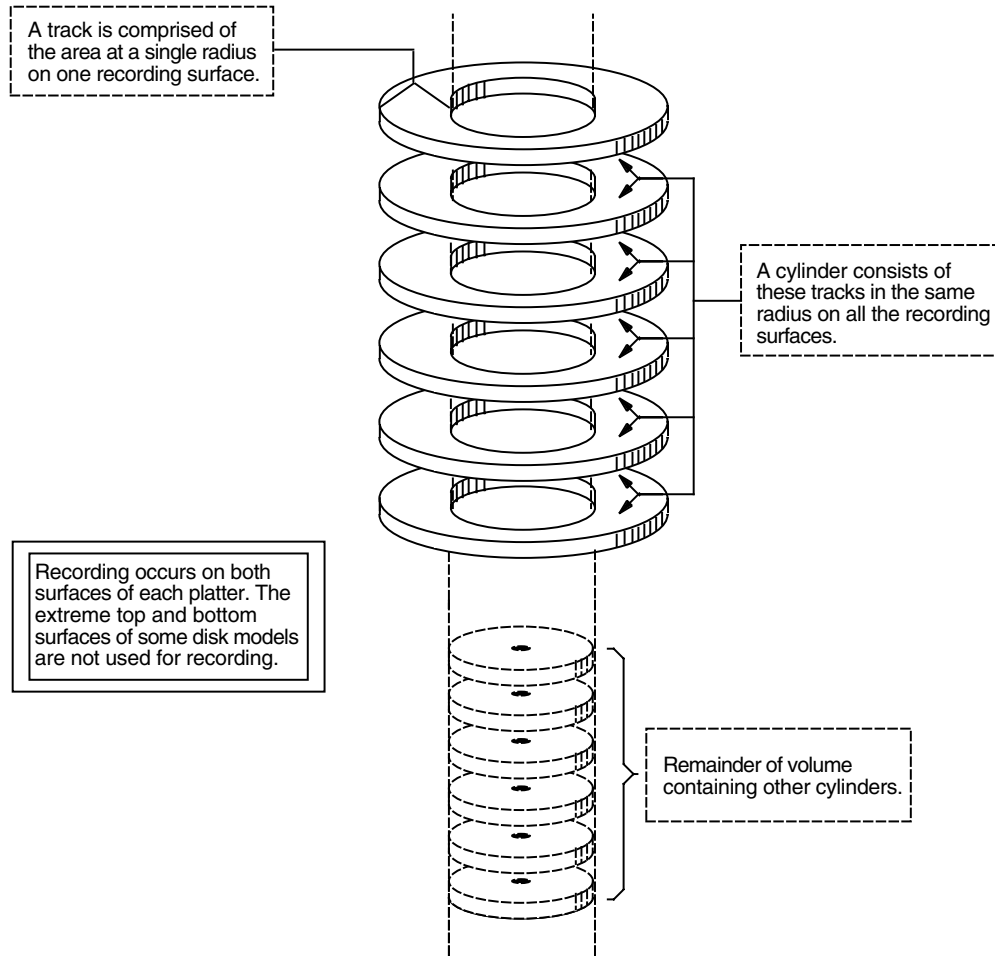 A track is comprised of
the area at a single radius
on one recording surface.
A cylinder consists of
these tracks in the same
radius on all the recording
surfaces.
Recording occurs on both
surfaces of each platter. The
extreme top and bottom
surfaces of some disk models
are not used for recording.
Remainder of volume
containing other cylinders.